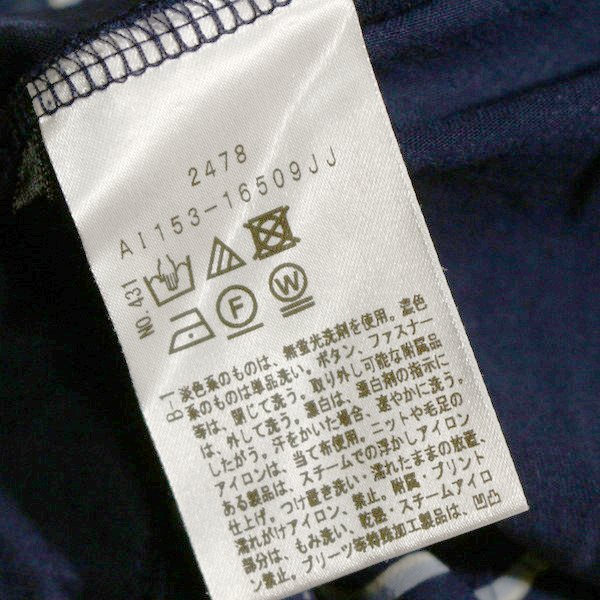 2478
AI153-16509JJ
NO.431
F
W
B-1
淡色系のものは、無蛍光洗剤を使用。濃色
系のものは単品洗い。ボタン、ファスナー
等は、閉じて洗う。取り外し可能な附属品
は、外して洗う。漂白は、漂白剤の指示に
したがう。汗をかいた場合、速やかに洗う。
アイロンは、当て布使用。ニットや毛足の
ある製品は、スチームでの浮かしアイロン
仕上げ。つけ置き洗い・濡れたままの放置、
濡れがけアイロン、禁止。附属・プリント
部分は、もみ洗い、乾燥・スチームアイロ
ン禁止。プリーツ等特殊加工製品は、凹凸